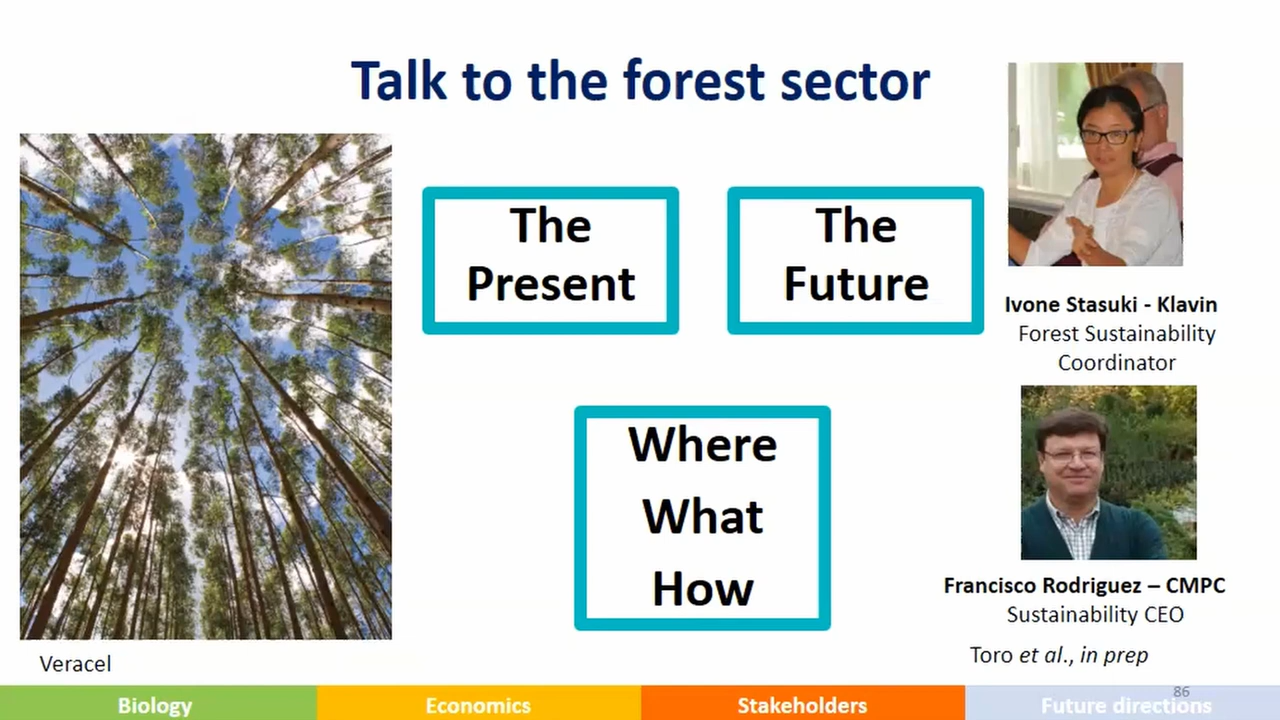 Talk to the forest sector
The
Present
The
Future
Where
What
How
Ivone Stasuki - Klavin
Forest Sustainability
Coordinator
Francisco Rodriguez – CMPC
Sustainability CEO
Toro et al., in prep
Veracel
86
Biology
Economics
Stakeholders
Future directions